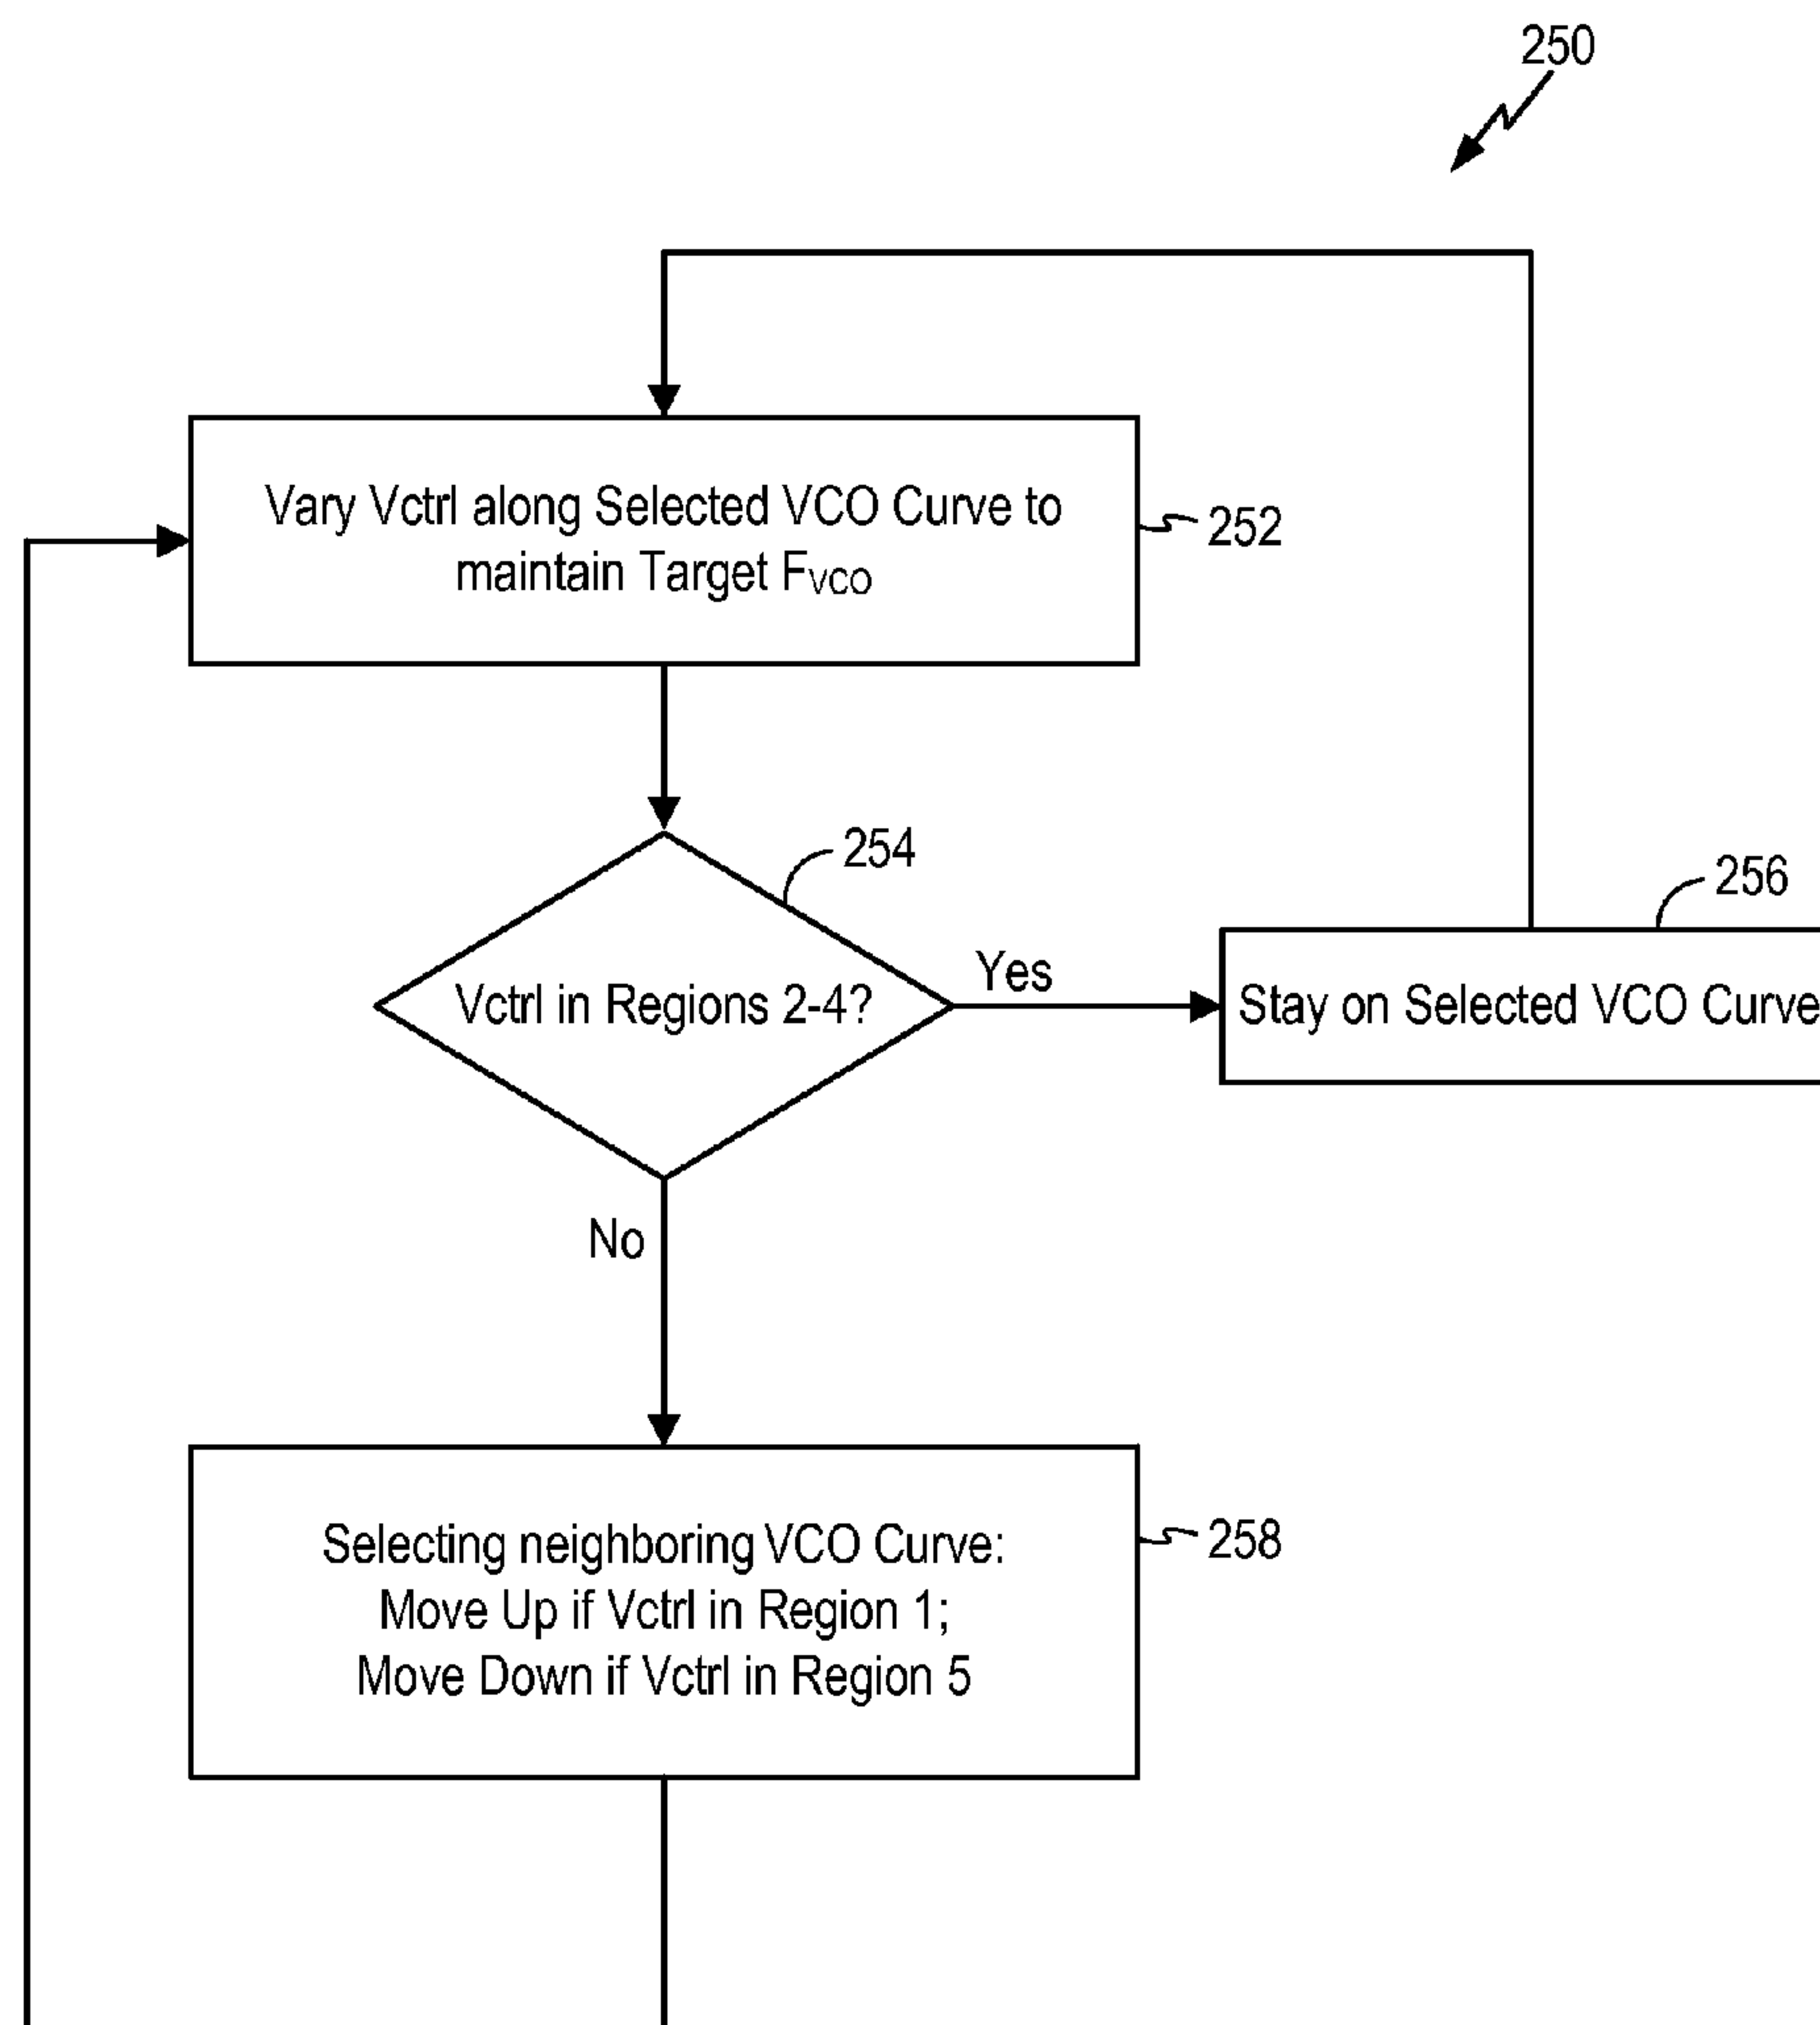 250
Vary Vctrl along Selected VCO Curve to
maintain Target FVCO
252
254
Vctrl in Regions 2-4?
Yes
256
Stay on Selected VCO Curve
No
Selecting neighboring VCO Curve:
Move Up if Vctrl in Region 1;
Move Down if Vctrl in Region 5
258